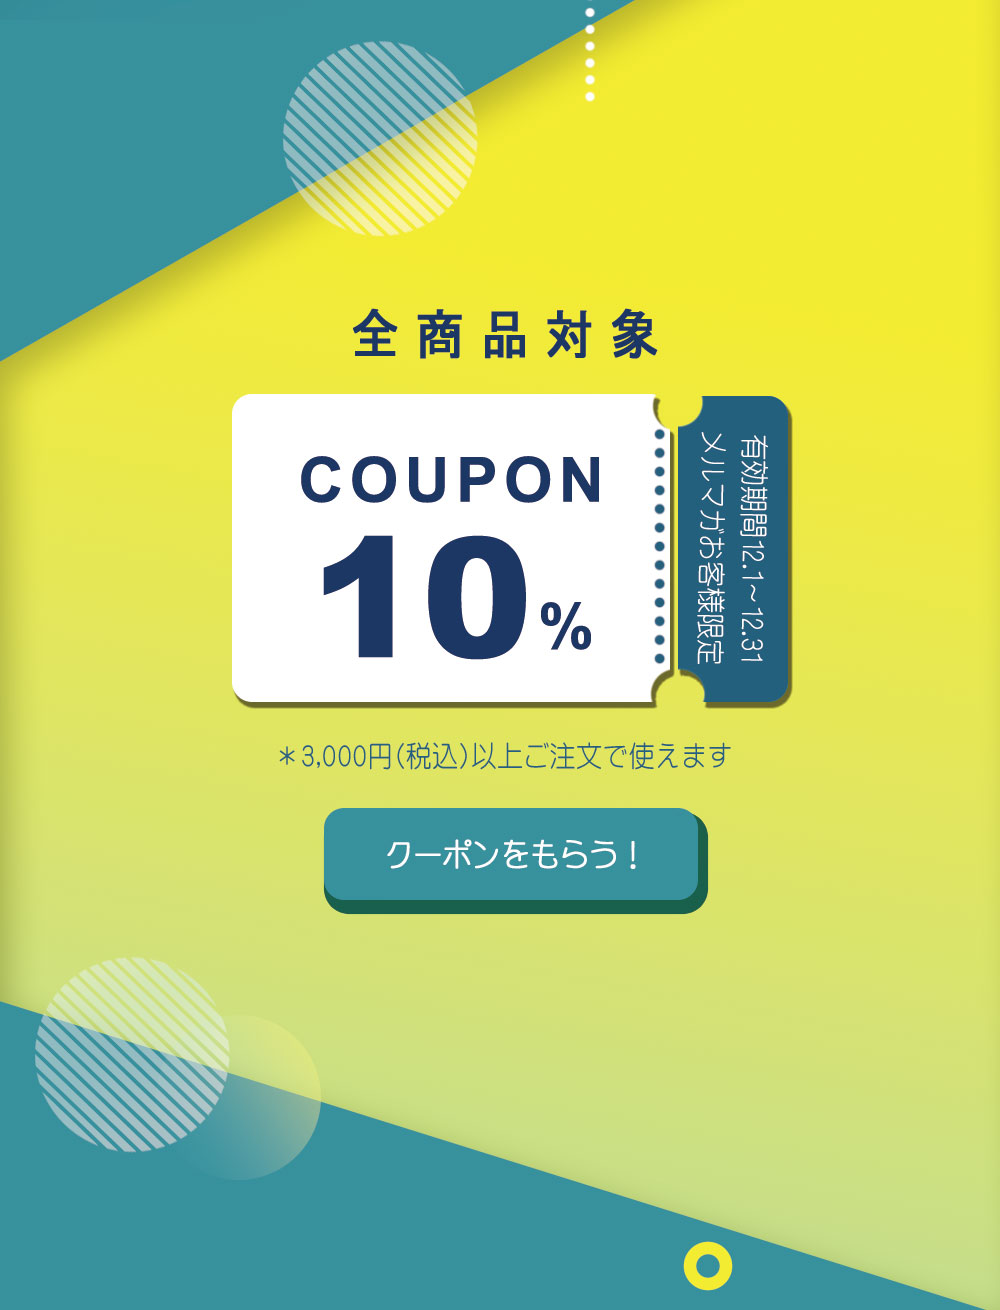 全商品対象
COUPON
10%
有効期間12.1~12.31
メルマガお客様限定
＊3,000円(税込)以上ご注文で使えます
クーポンをもらう！